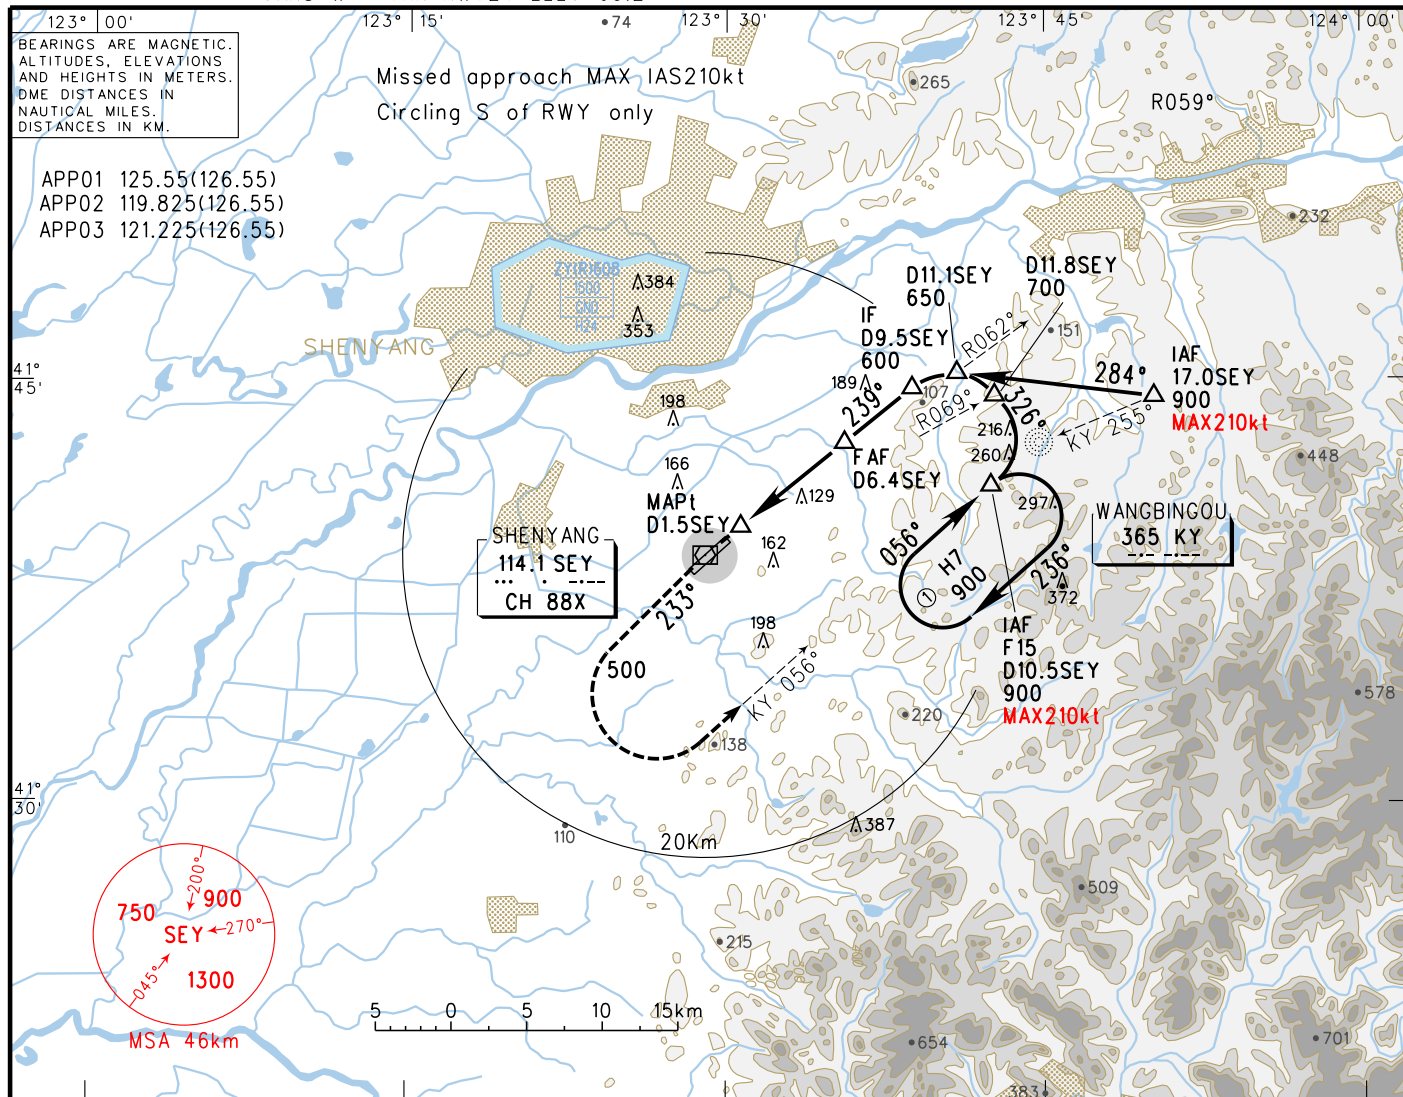 123° 00'
123° 15'
74
123° 30'
123° 45'
124° 00'
BEARINGS ARE MAGNETIC.
ALTITUDES, ELEVATIONS
AND HEIGHTS IN METERS.
DME DISTANCES IN
NAUTICAL MILES.
DISTANCES IN KM.
Missed approach MAX IAS210kt
Circling S of RWY only
265
R059°
APP01 125.55(126.55)
APP02 119.825(126.55)
APP03 121.225(126.55)
232
ZYIR160B
1500
GND
H24
384
353
SHENYANG
D11.1SEY
650
D11.8SEY
700
IF
D9.5SEY
600
R062°
151
41°
45'
189
107
239°
R069°
326°
284°
IAF
17.0SEY
900
MAX210kt
KY 255°
198
216
260
448
FAF
D6.4SEY
166
129
MAPt
D1.5SEY
297
WANGBINGOU
365 KY
SHENYANG
114.1 SEY
CH 88X
162
056°
H7
900
236°
372
1
233°
198
500
KY 056°
IAF
F15
D10.5SEY
900
MAX210kt
578
220
138
41°
30'
110
20Km
387
509
200°
750
900
SEY
270°
045°
1300
MSA 46km
215
5 0 5 10 15km
654
701
383